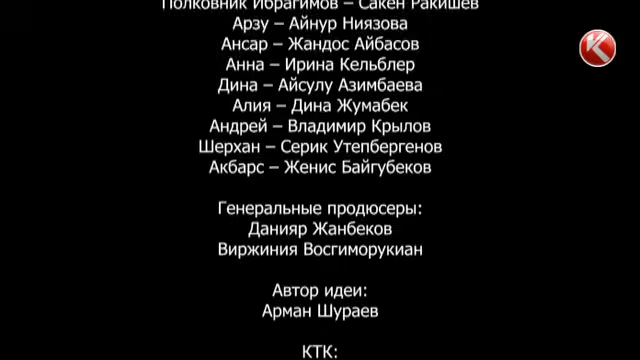 Полковник Ибрагимов – Сакен Ракишев
Арзу – Айнур Ниязова
Ансар – Жандос Айбасов
Анна – Ирина Кельблер
Дина – Айсулу Азимбаева
Алия – Дина Жумабек
Андрей – Владимир Крылов
Шерхан – Серик Утепбергенов
Акбарс – Женис Байгубеков
Генеральные продюсеры:
Данияр Жанбеков
Виржиния Восгиморукиан
Автор идеи:
Арман Шураев
КТК: